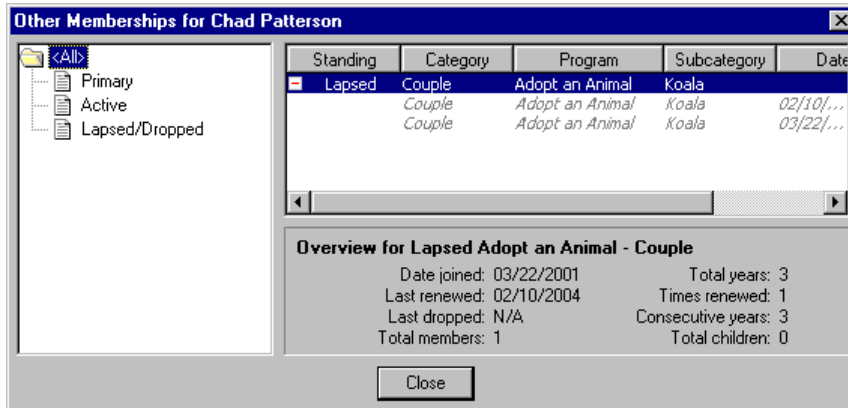 Other Memberships for Chad Patterson
<All>
Primary
Active
Lapsed/Dropped
Standing Category Program Subcategory Date
Lapsed Couple Adopt an Animal Koala
Couple Adopt an Animal Koala 02/10/...
Couple Adopt an Animal Koala 03/22/...
Overview for Lapsed Adopt an Animal - Couple
Date joined: 03/22/2001 Total years: 3
Last renewed: 02/10/2004 Times renewed: 1
Last dropped: N/A Consecutive years: 3
Total members: 1 Total children: 0
Close